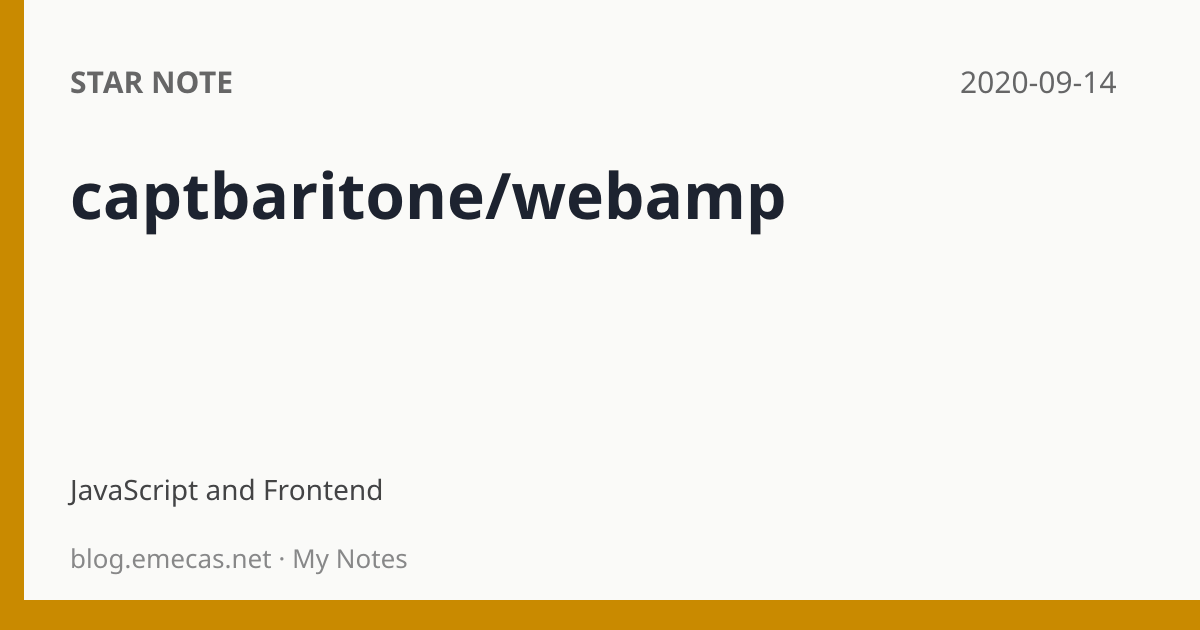 STAR NOTE
2020-09-14
captbaritone/webamp
JavaScript and Frontend
blog.emecas.net · My Notes